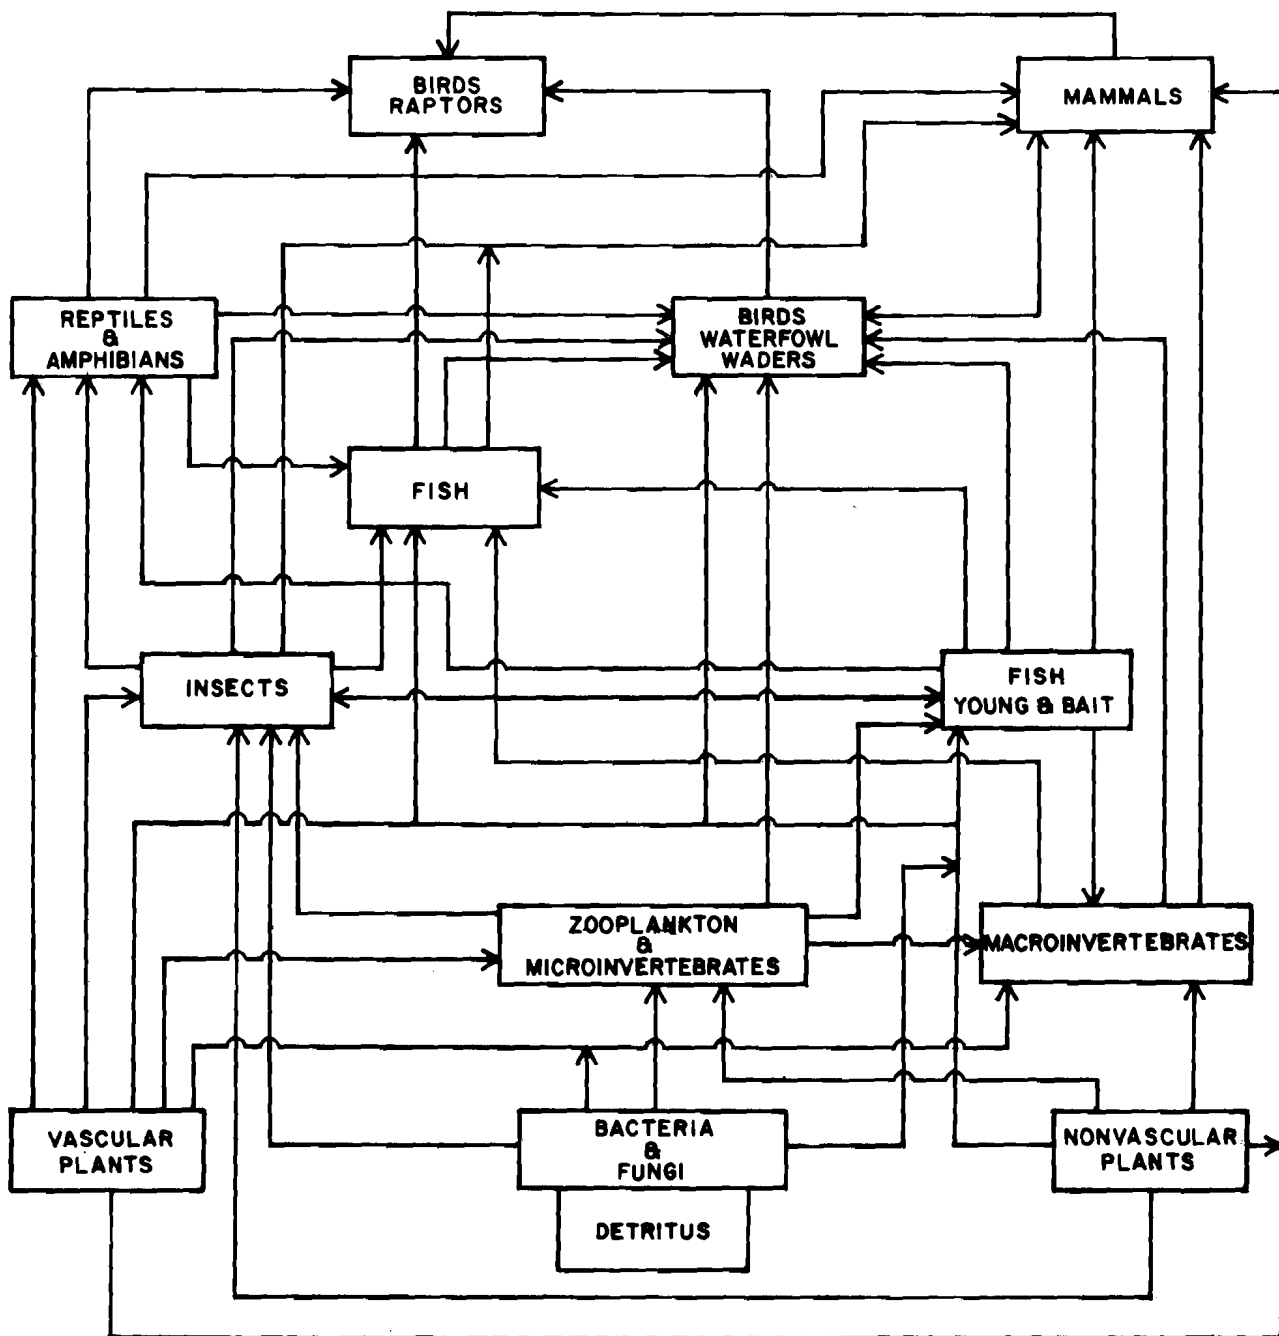 BIRDS
RAPTORS
MAMMALS
REPTILES
&
AMPHIBIANS
BIRDS
WATERFOWL
WADERS
FISH
INSECTS
FISH
YOUNG & BAIT
ZOOPLANKTON
&
MICROINVERTEBRATES
MACROINVERTEBRATES
VASCULAR
PLANTS
BACTERIA
&
FUNGI
NONVASCULAR
PLANTS
DETRITUS